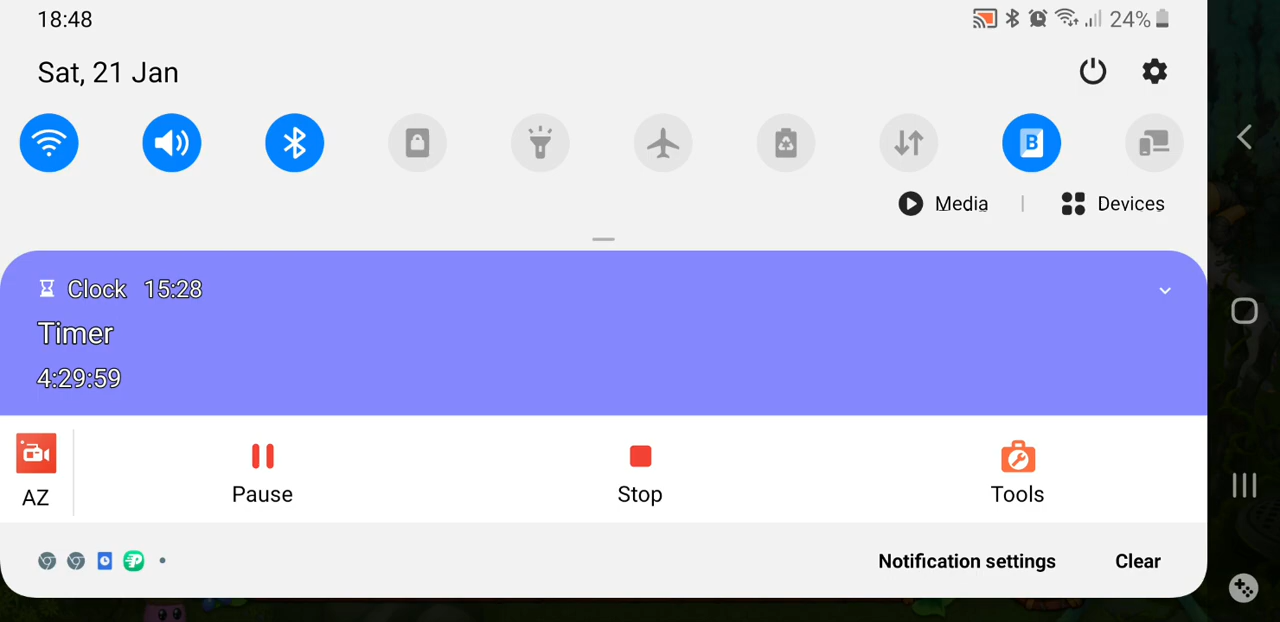 18:48
24%
Sat, 21 Jan
B
Media | Devices
Clock 15:28
Timer
4:29:59
AZ
Pause
Stop
Tools
Notification settings
Clear